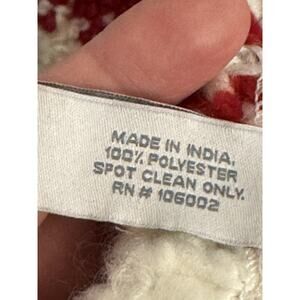 MADE IN INDIA.
100% POLYESTER
SPOT CLEAN ONLY.
RN # 106002